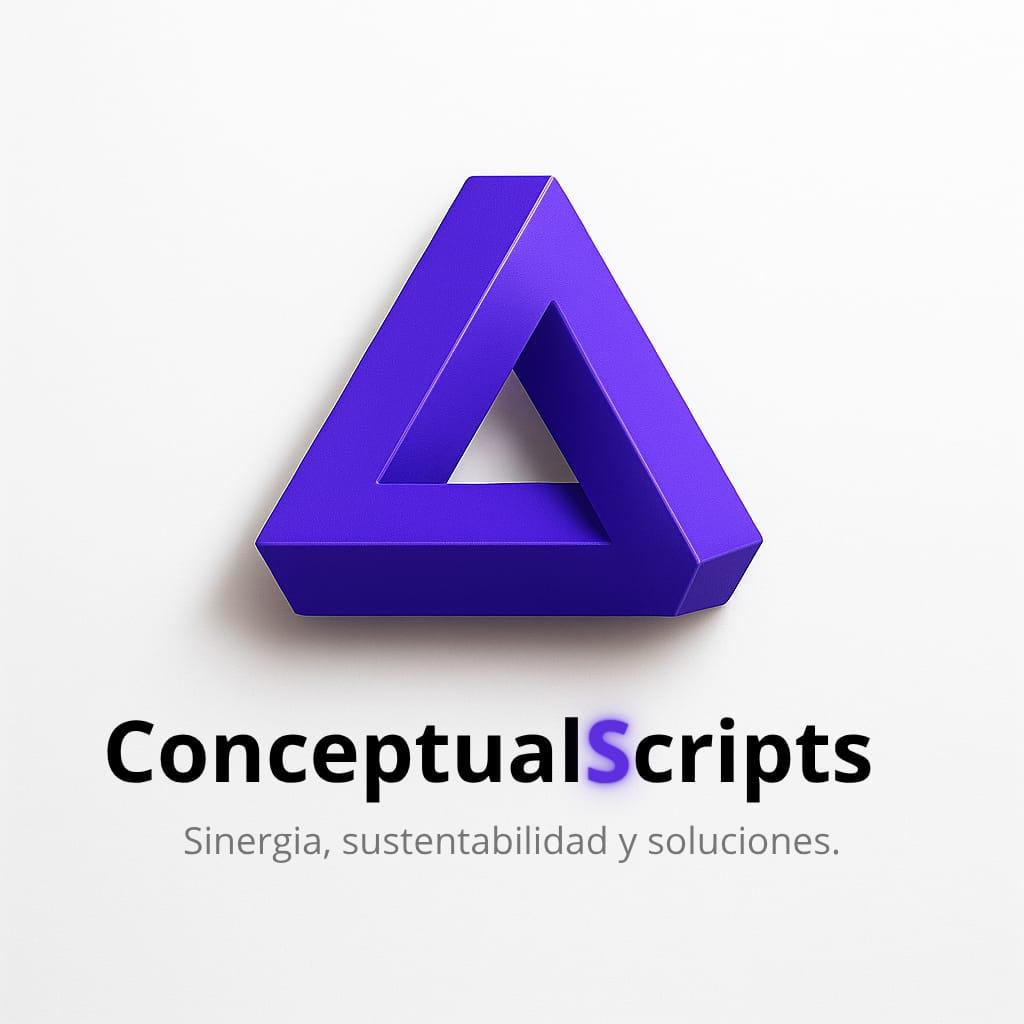 ConceptualScripts
Sinergia, sustentabilidad y soluciones.